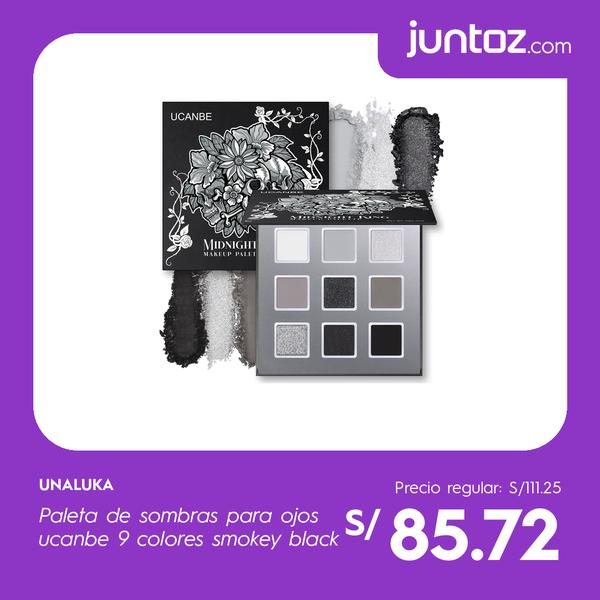 juntoz.com
UCANBE
UCANBE
MIDNIGHT
MAKEUP
UNALUKA
Paleta de sombras para ojos
ucanbe 9 colores smokey black
Precio regular: S/111.25
S/ 85.72